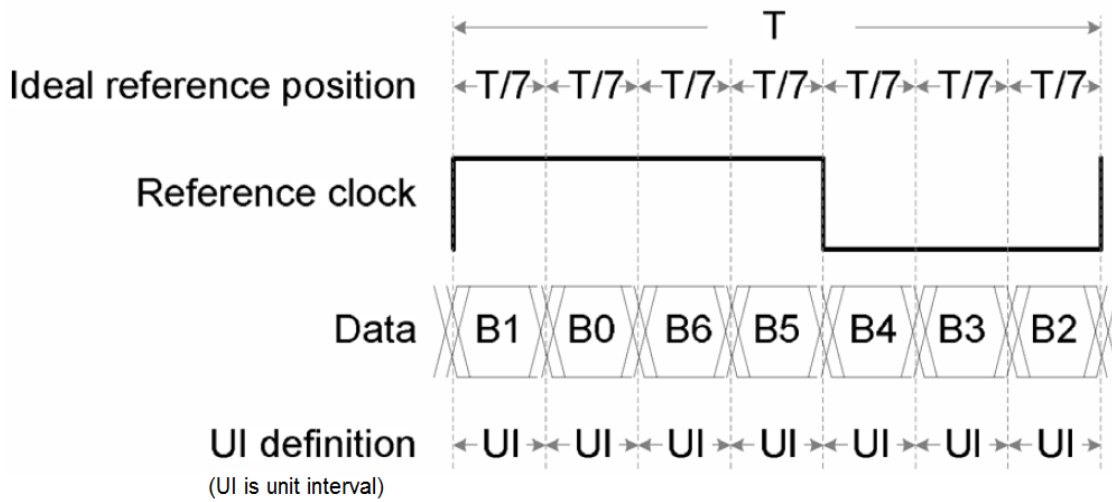 T
Ideal reference position T/7 T/7 T/7 T/7 T/7 T/7 T/7
Reference clock
Data B1 B0 B6 B5 B4 B3 B2
UI definition UI UI UI UI UI UI UI
(UI is unit interval)